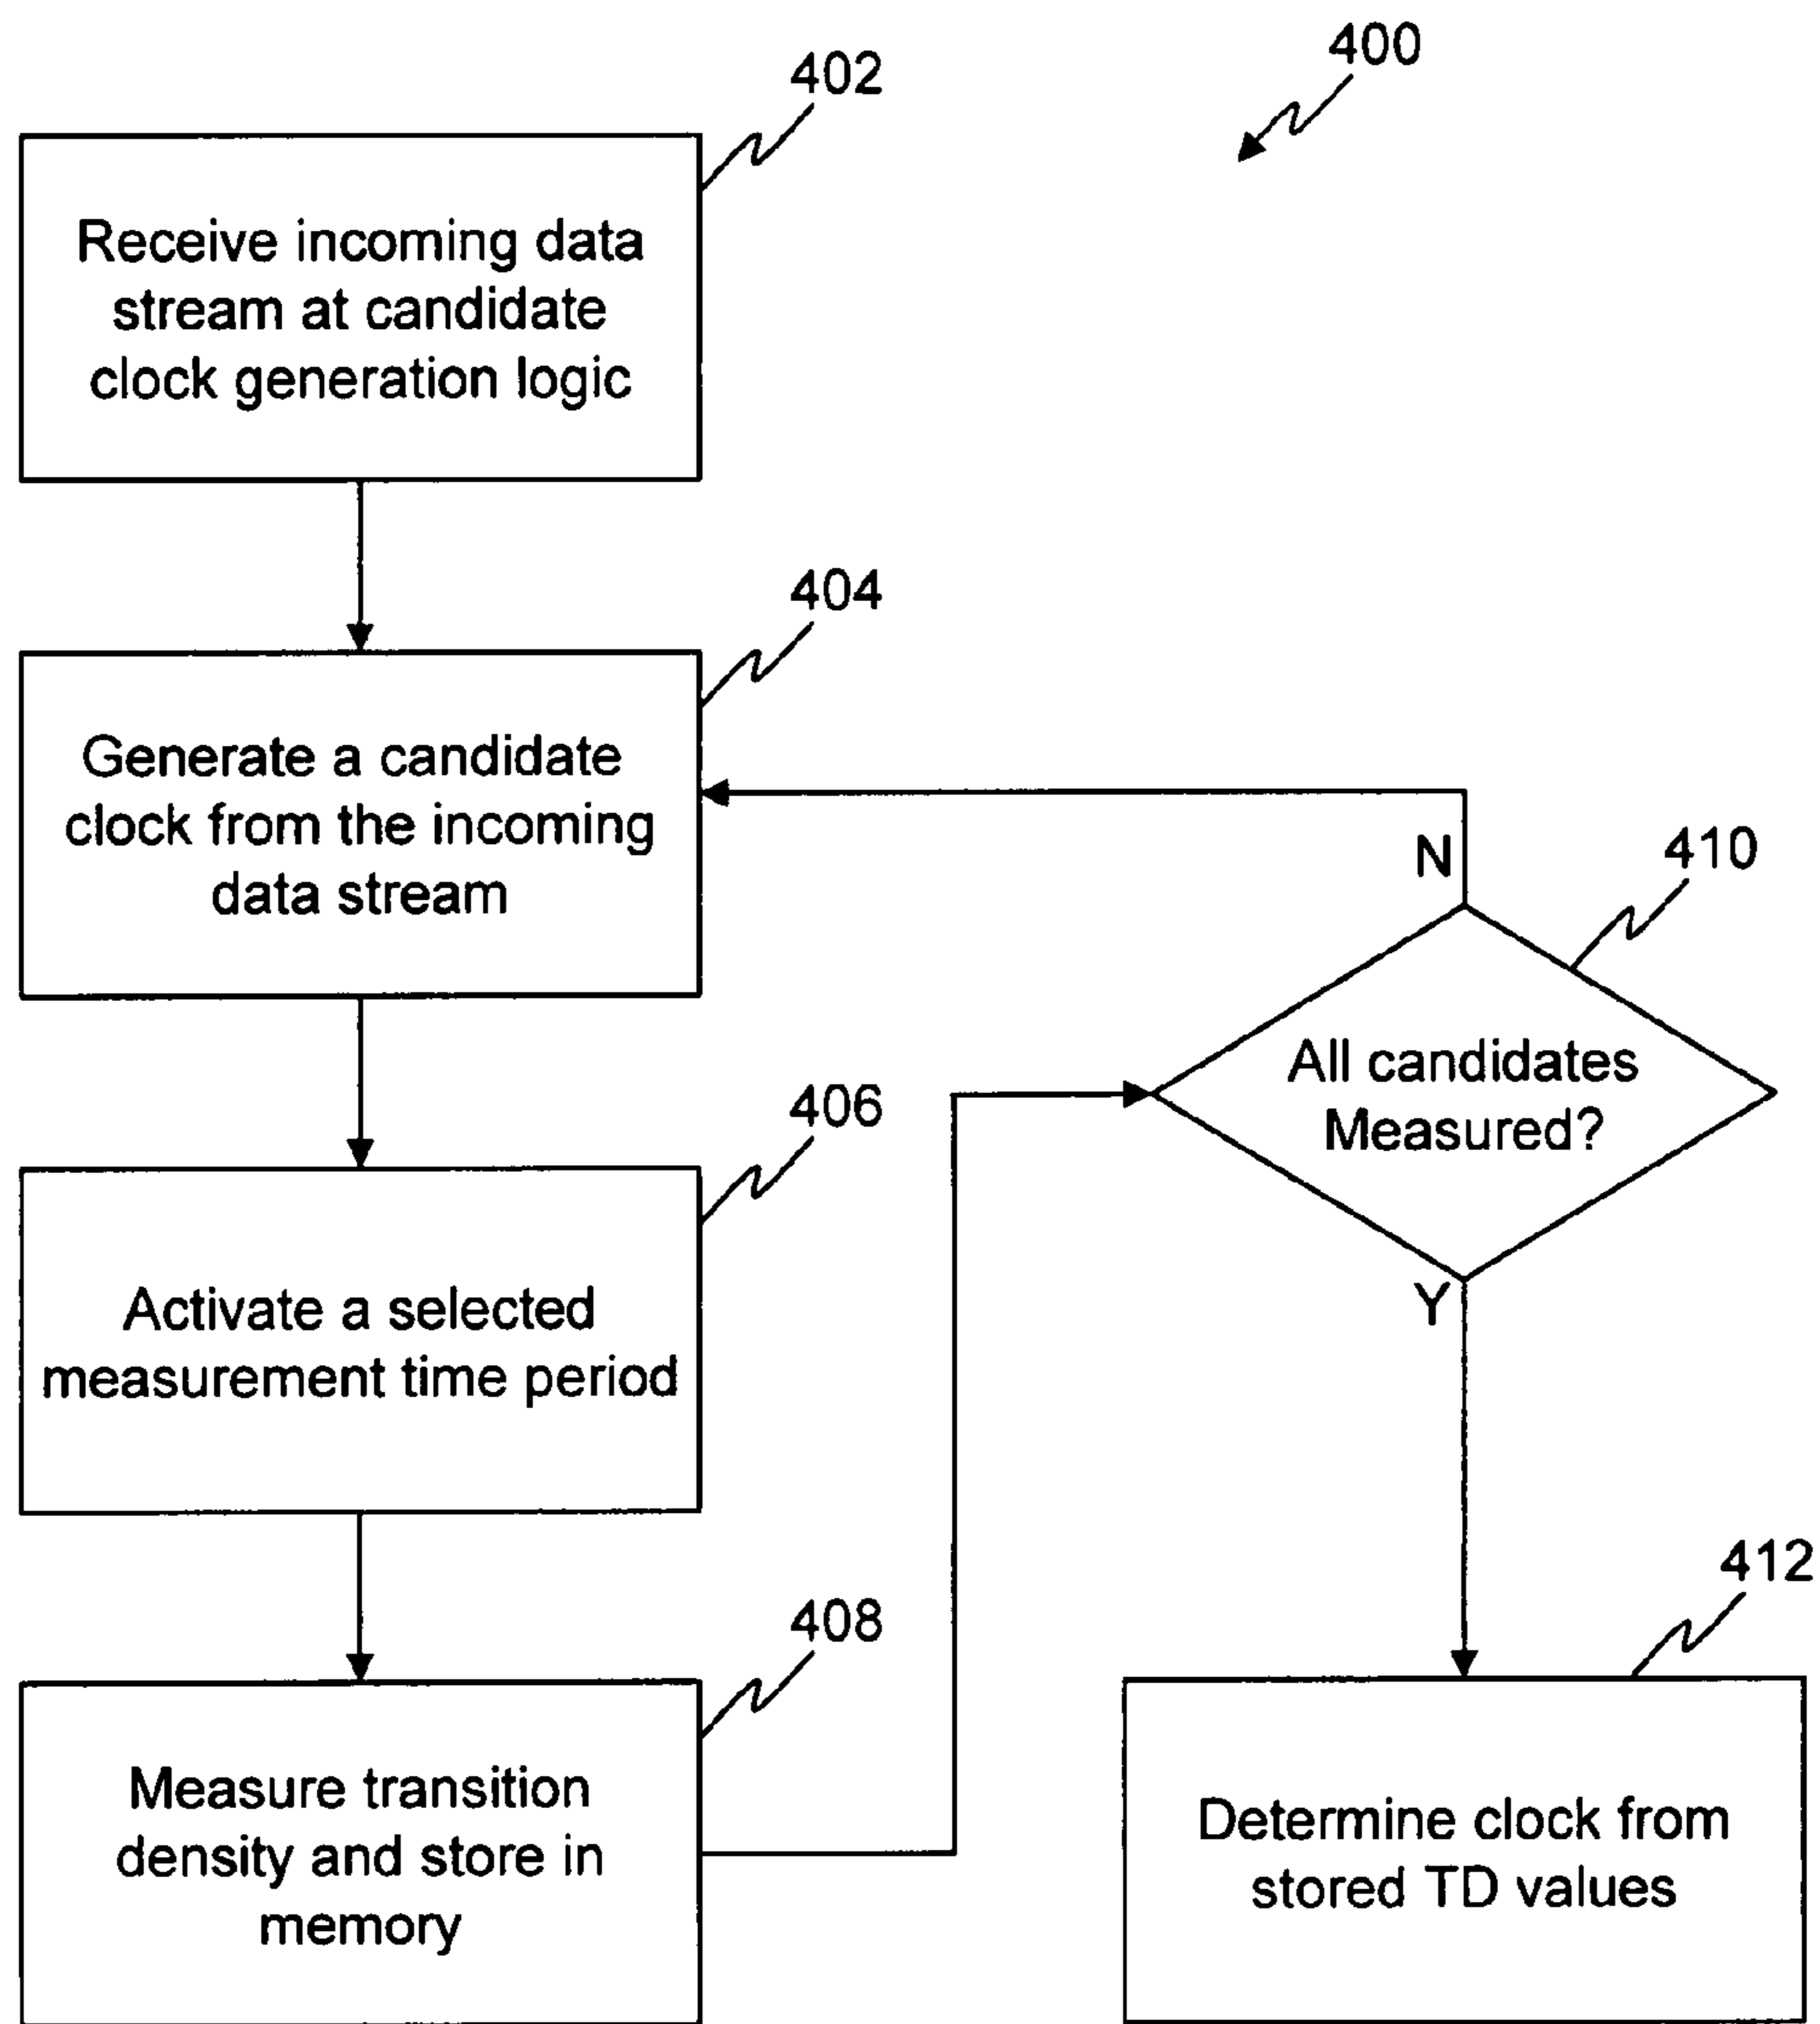 400
402
Receive incoming data
stream at candidate
clock generation logic
404
Generate a candidate
clock from the incoming
data stream
406
Activate a selected
measurement time period
408
Measure transition
density and store in
memory
410
N
All candidates
Measured?
Y
412
Determine clock from
stored TD values